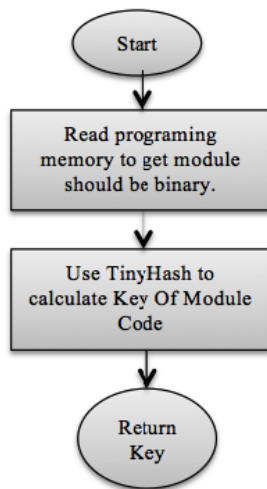 Start
Read programing
memory to get module
should be binary.
Use TinyHash to
calculate Key Of Module
Code
Return
Key